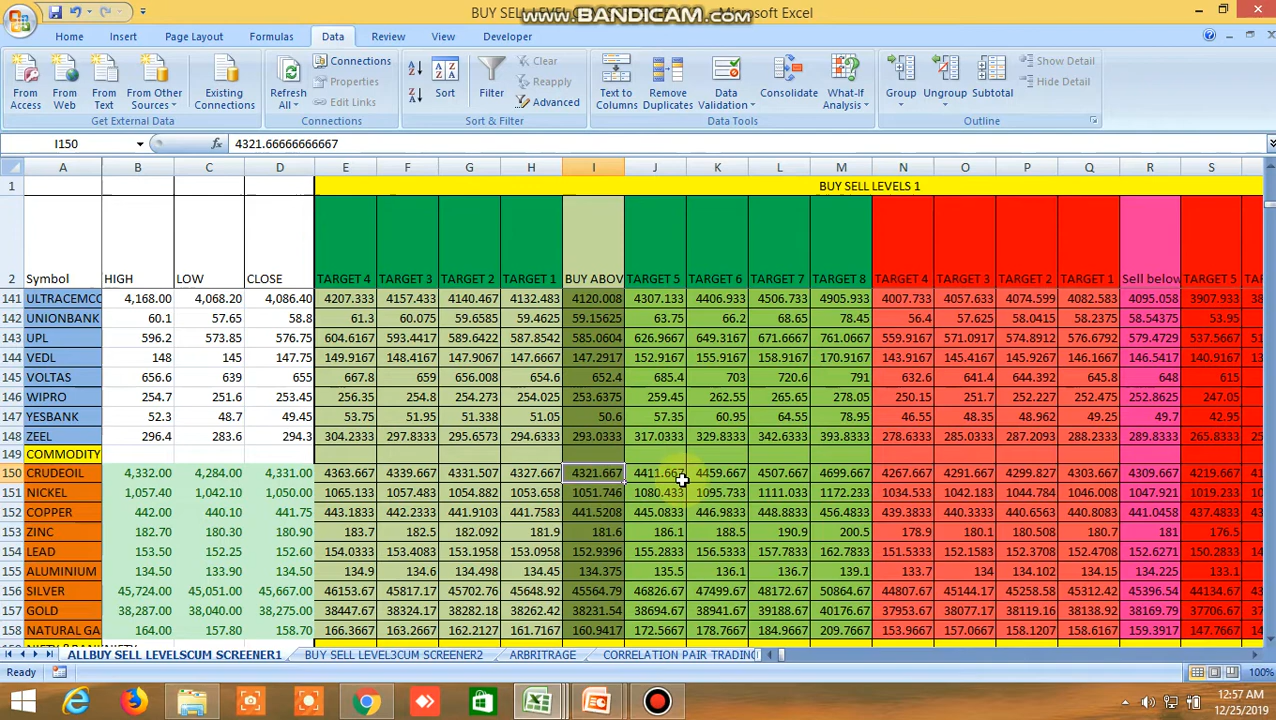 BUY SELL LEVEL
www.BANDICAM.com
Microsoft Excel
Home Insert Page Layout Formulas Data Review View Developer
From Access
From Web
From Text
From Other Sources
Existing Connections
Get External Data
Refresh All
Connections
Properties
Edit Links
Connections
Sort
Filter
Clear
Reapply
Advanced
Sort & Filter
Text to Columns
Remove Duplicates
Data Validation
Consolidate
What-If Analysis
Data Tools
Group
Ungroup
Subtotal
Show Detail
Hide Detail
Outline
I150 fx 4321.66666666667
A B C D E F G H I J K L M N O P Q R S
1 BUY SELL LEVELS 1
2 Symbol HIGH LOW CLOSE TARGET 4 TARGET 3 TARGET 2 TARGET 1 BUY ABOV TARGET 5 TARGET 6 TARGET 7 TARGET 8 TARGET 4 TARGET 3 TARGET 2 TARGET 1 Sell below TARGET 5
141 ULTRACEMCO 4,168.00 4,068.20 4,086.40 4207.333 4157.433 4140.467 4132.483 4120.008 4307.133 4406.933 4506.733 4905.933 4007.733 4057.633 4074.599 4082.583 4095.058 3907.933
142 UNIONBANK 60.1 57.65 58.8 61.3 60.075 59.6585 59.4625 59.15625 63.75 66.2 68.65 78.45 56.4 57.625 58.0415 58.2375 58.54375 53.95
143 UPL 596.2 573.85 576.75 604.6167 593.4417 589.6422 587.8542 585.0604 626.9667 649.3167 671.6667 761.0667 559.9167 571.0917 574.8912 576.6792 579.4729 537.5667
144 VEDL 148 145 147.75 149.9167 148.4167 147.9067 147.6667 147.2917 152.9167 155.9167 158.9167 170.9167 143.9167 145.4167 145.9267 146.1667 146.5417 140.9167
145 VOLTAS 656.6 639 655 667.8 659 656.008 654.6 652.4 685.4 703 720.6 791 632.6 641.4 644.392 645.8 648 615
146 WIPRO 254.7 251.6 253.45 256.35 254.8 254.273 254.025 253.6375 259.45 262.55 265.65 278.05 250.15 251.7 252.227 252.475 252.8625 247.05
147 YESBANK 52.3 48.7 49.45 53.75 51.95 51.338 51.05 50.6 57.35 60.95 64.55 78.95 46.55 48.35 48.962 49.25 49.7 42.95
148 ZEEL 296.4 283.6 294.3 304.2333 297.8333 295.6573 294.6333 293.0333 317.0333 329.8333 342.6333 393.8333 278.6333 285.0333 287.2093 288.2333 289.8333 265.8333
149 COMMODITY
150 CRUDEOIL 4,332.00 4,284.00 4,331.00 4363.667 4339.667 4331.507 4327.667 4321.667 4411.667 4459.667 4507.667 4699.667 4267.667 4291.667 4299.827 4303.667 4309.667 4219.667
151 NICKEL 1,057.40 1,042.10 1,050.00 1065.133 1057.483 1054.882 1053.658 1051.746 1080.433 1095.733 1111.033 1172.233 1034.533 1042.183 1044.784 1046.008 1047.921 1019.233
152 COPPER 442.00 440.10 441.75 443.1833 442.2333 441.9103 441.7583 441.5208 445.0833 446.9833 448.8833 456.4833 439.3833 440.3333 440.6563 440.8083 441.0458 437.4833
153 ZINC 182.70 180.30 180.90 183.7 182.5 182.092 181.9 181.6 186.1 188.5 190.9 200.5 178.9 180.1 180.508 180.7 181 176.5
154 LEAD 153.50 152.25 152.60 154.0333 153.4083 153.1958 153.0958 152.9396 155.2833 156.5333 157.7833 162.7833 151.5333 152.1583 152.3708 152.4708 152.6271 150.2833
155 ALUMINIUM 134.50 133.90 134.50 134.9 134.6 134.498 134.45 134.375 135.5 136.1 136.7 139.1 133.7 134 134.102 134.15 134.225 133.1
156 SILVER 45,724.00 45,051.00 45,667.00 46153.67 45817.17 45702.76 45648.92 45564.79 46826.67 47499.67 48172.67 50864.67 44807.67 45144.17 45258.58 45312.42 45396.54 44134.67
157 GOLD 38,287.00 38,040.00 38,275.00 38447.67 38324.17 38282.18 38262.42 38231.54 38694.67 38941.67 39188.67 40176.67 37953.67 38077.17 38119.16 38138.92 38169.79 37706.67
158 NATURAL GA 164.00 157.80 158.70 166.3667 163.2667 162.2127 161.7167 160.9417 172.5667 178.7667 184.9667 209.7667 153.9667 157.0667 158.1207 158.6167 159.3917 147.7667
ALLBUY SELL LEVELSCUM SCREENER1 BUY SELL LEVEL3CUM SCREENER2 ARBITRAGE CORRELATION PAIR TRADING
Ready 100%
12:57 AM
12/25/2019